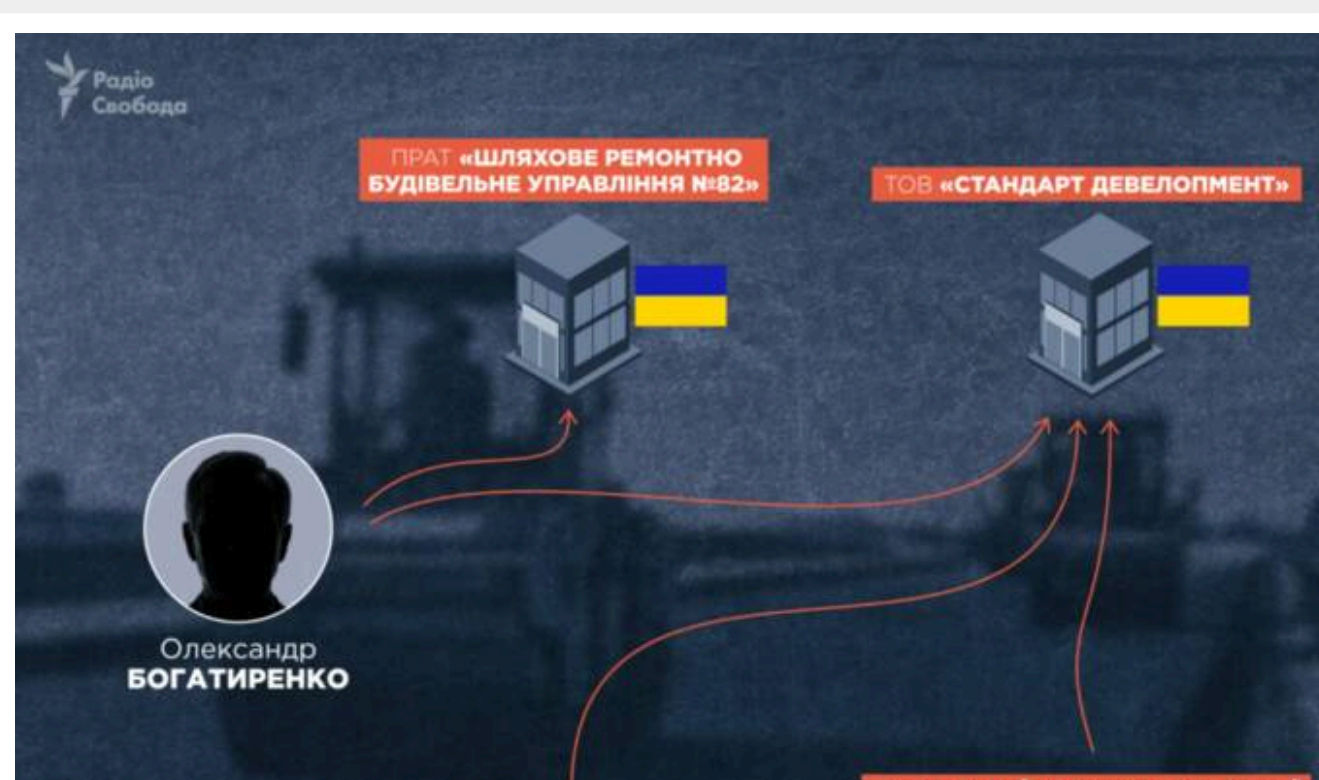 Радіо
Свобода
ПРАТ «ШЛЯХОВЕ РЕМОНТНО
БУДІВЕЛЬНЕ УПРАВЛІННЯ №82»
ТОВ «СТАНДАРТ ДЕВЕЛОПМЕНТ»
Олександр
БОГАТИРЕНКО